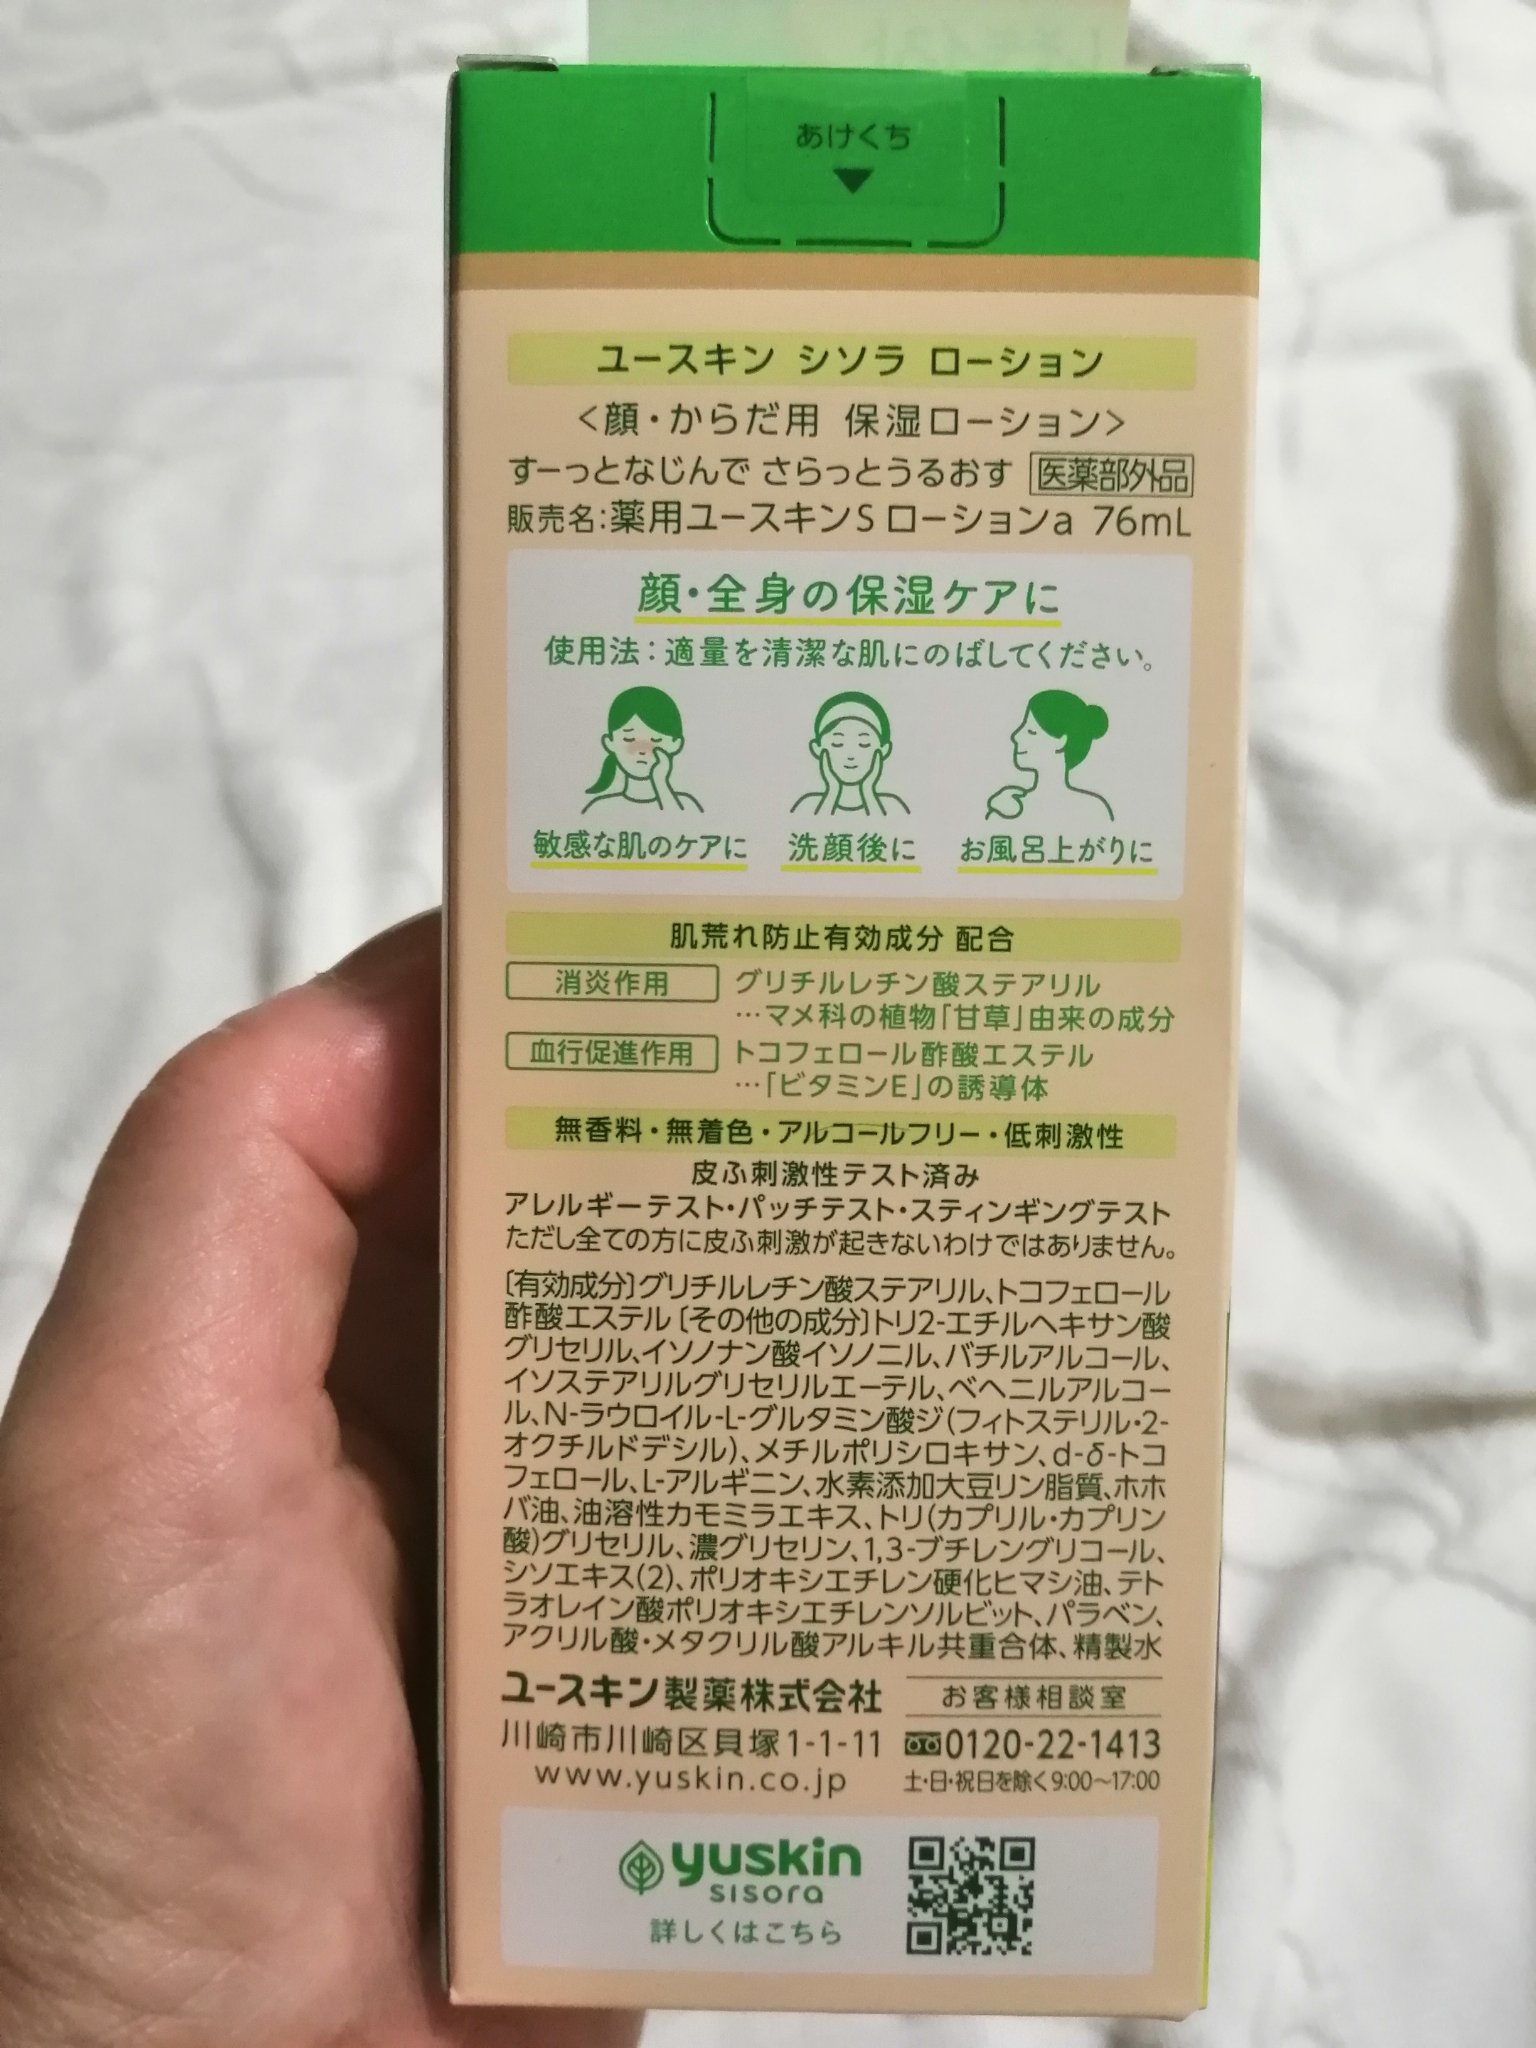 あけくち
▼
ユースキン シソラ ローション
<顔・からだ用 保湿ローション>
すーっとなじんで さらっとうるおす 医薬部外品
販売名:薬用ユースキンS ローションa 76mL
顔・全身の保湿ケアに
使用法:適量を清潔な肌にのばしてください。
敏感な肌のケアに 洗顔後に お風呂上がりに
肌荒れ防止有効成分 配合
消炎作用 グリチルレチン酸ステアリル
…マメ科の植物「甘草」由来の成分
血行促進作用 トコフェロール酢酸エステル
…「ビタミンE」の誘導体
無香料・無着色・アルコールフリー・低刺激性
皮ふ刺激性テスト済み
アレルギーテスト・パッチテスト・スティンギングテスト
ただし全ての方に皮ふ刺激が起きないわけではありません。
〔有効成分〕グリチルレチン酸ステアリル、トコフェロール
酢酸エステル〔その他の成分〕トリ2-エチルヘキサン酸
グリセリル、イソノナン酸イソノニル、バチルアルコール、
イソステアリルグリセリルエーテル、ベヘニルアルコー
ル、N-ラウロイル-L-グルタミン酸ジ(フィトステリル・2-
オクチルドデシル)、メチルポリシロキサン、d-δ-トコ
フェロール、L-アルギニン、水素添加大豆リン脂質、ホホ
バ油、油溶性カモミラエキス、トリ(カプリル・カプリン
酸)グリセリル、濃グリセリン、1,3-ブチレングリコール、
シソエキス(2)、ポリオキシエチレン硬化ヒマシ油、テト
ラオレイン酸ポリオキシエチレンソルビット、パラベン、
アクリル酸・メタクリル酸アルキル共重合体、精製水
ユースキン製薬株式会社
川崎市川崎区貝塚1-1-11
www.yuskin.co.jp
お客様相談室
0120-22-1413
土・日・祝日を除く9:00～17:00
yuskin
sisora
詳しくはこちら